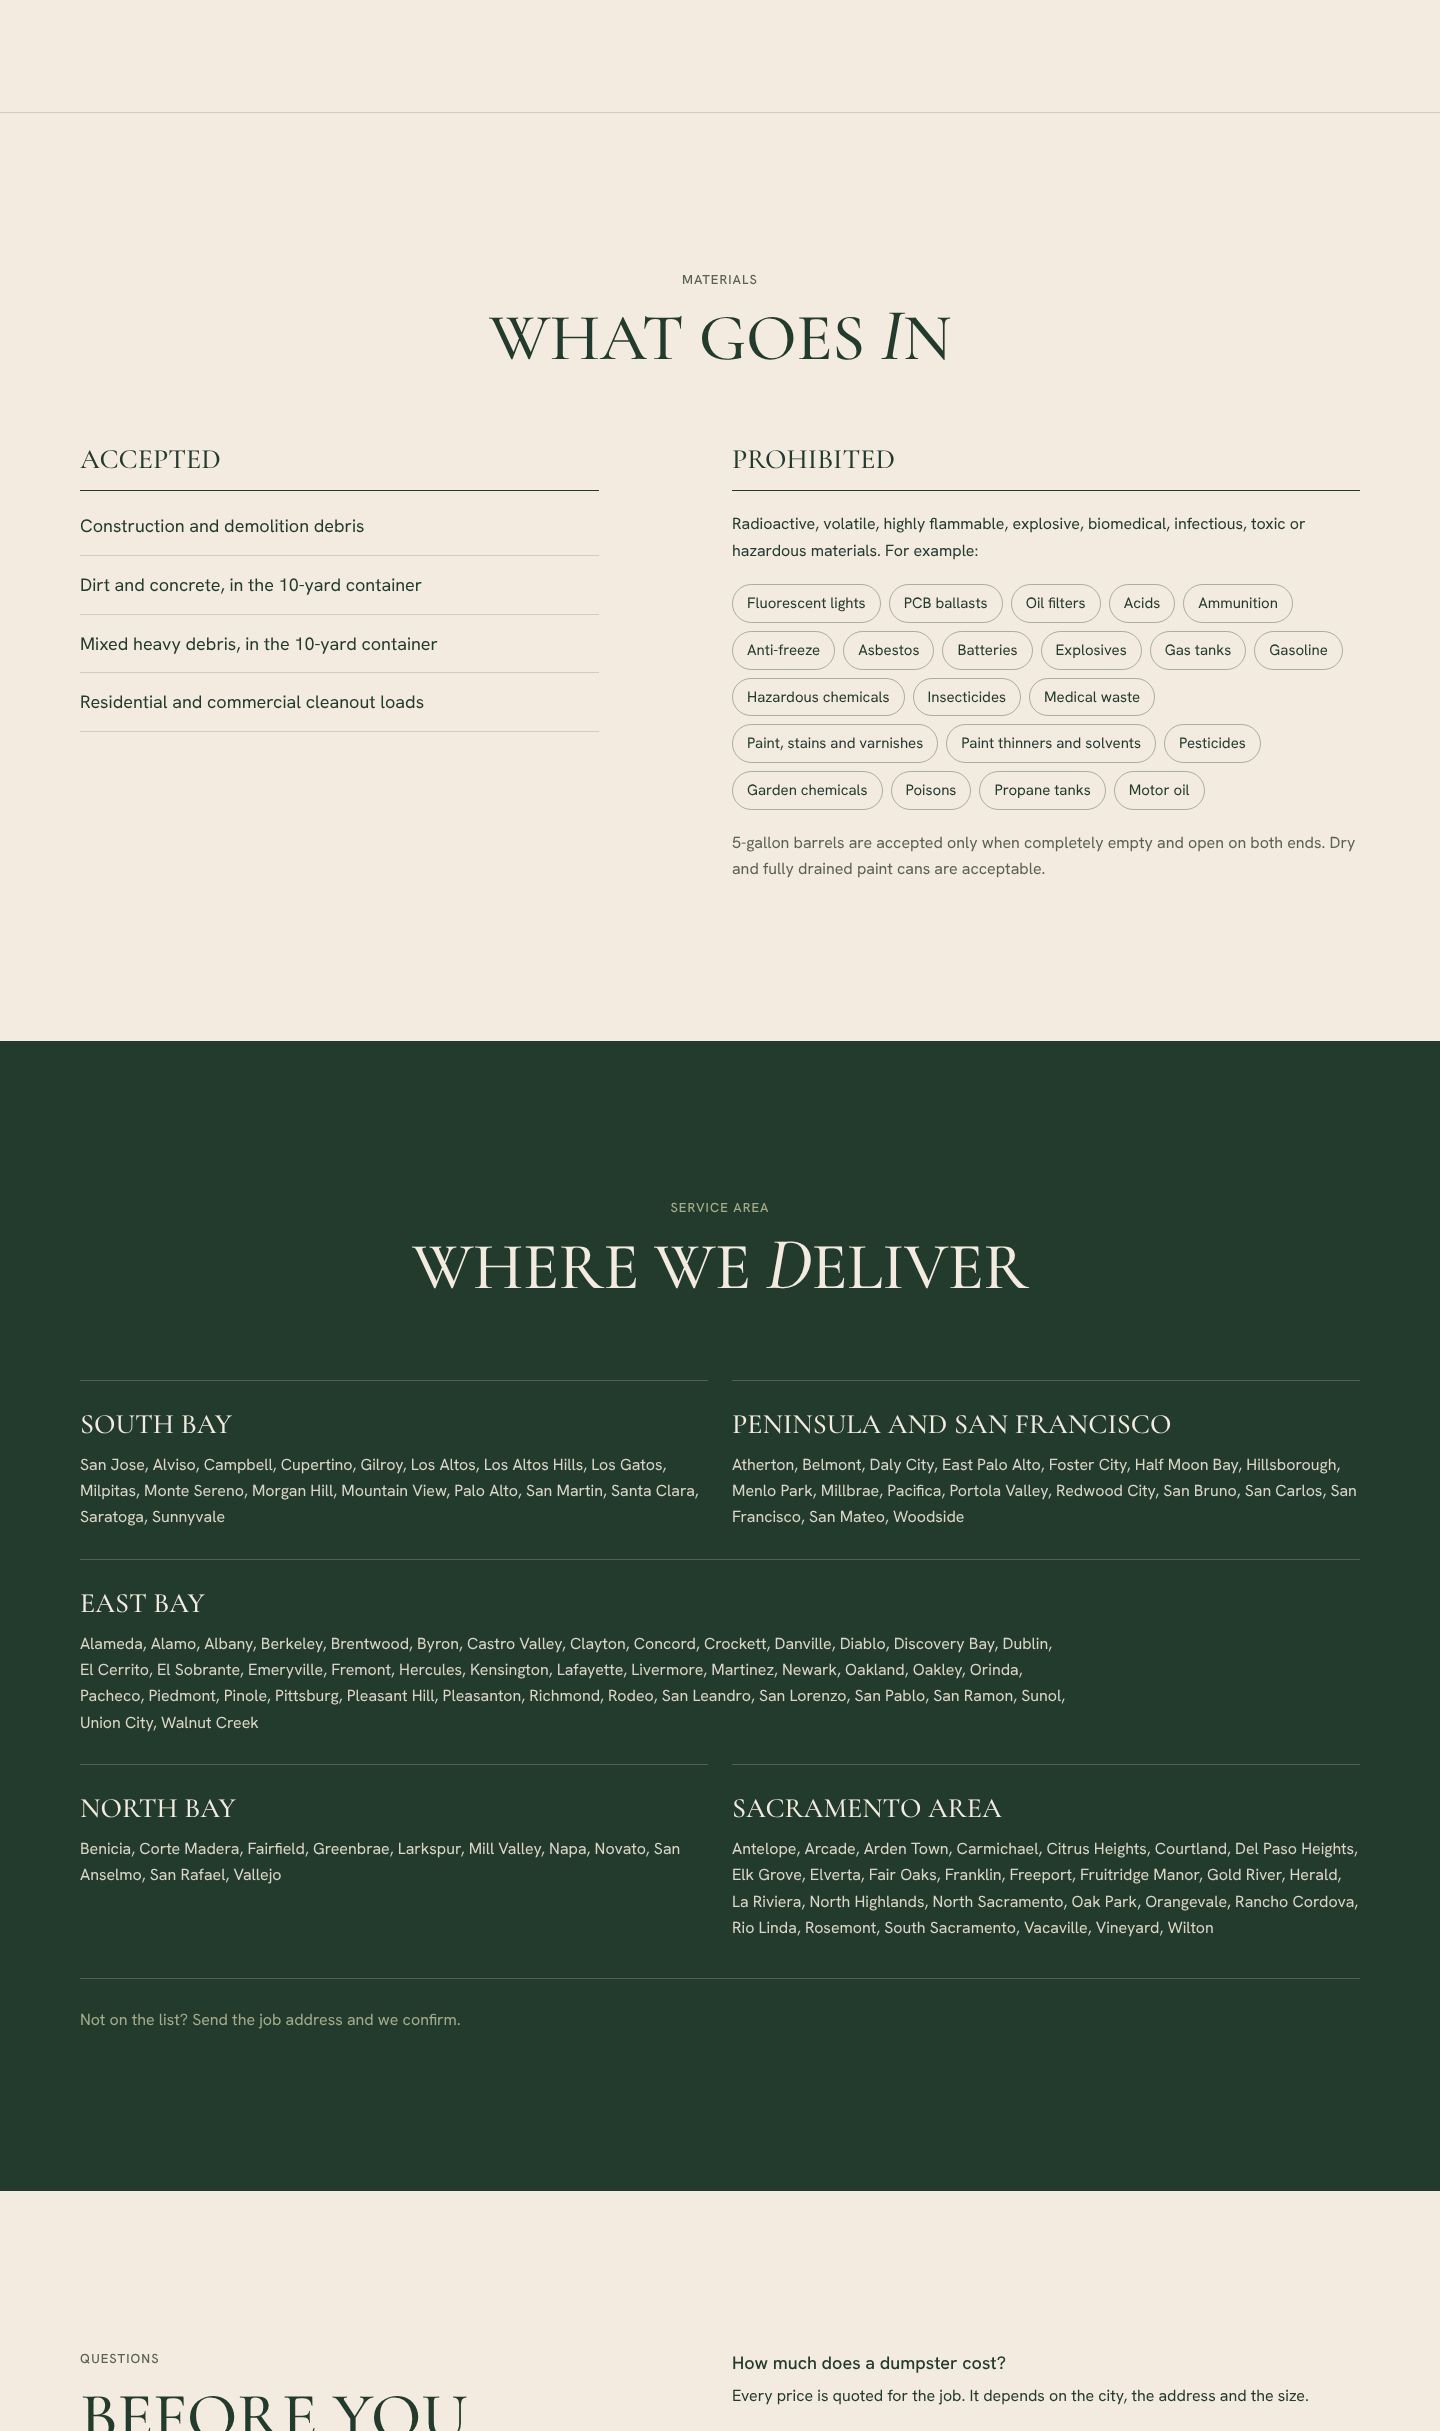 MATERIALS
WHAT GOES IN
ACCEPTED
Construction and demolition debris
Dirt and concrete, in the 10-yard container
Mixed heavy debris, in the 10-yard container
Residential and commercial cleanout loads
PROHIBITED
Radioactive, volatile, highly flammable, explosive, biomedical, infectious, toxic or
hazardous materials. For example:
Fluorescent lights PCB ballasts Oil filters Acids Ammunition
Anti-freeze Asbestos Batteries Explosives Gas tanks Gasoline
Hazardous chemicals Insecticides Medical waste
Paint, stains and varnishes Paint thinners and solvents Pesticides
Garden chemicals Poisons Propane tanks Motor oil
5-gallon barrels are accepted only when completely empty and open on both ends. Dry
and fully drained paint cans are acceptable.
SERVICE AREA
WHERE WE DELIVER
SOUTH BAY
San Jose, Alviso, Campbell, Cupertino, Gilroy, Los Altos, Los Altos Hills, Los Gatos,
Milpitas, Monte Sereno, Morgan Hill, Mountain View, Palo Alto, San Martin, Santa Clara,
Saratoga, Sunnyvale
PENINSULA AND SAN FRANCISCO
Atherton, Belmont, Daly City, East Palo Alto, Foster City, Half Moon Bay, Hillsborough,
Menlo Park, Millbrae, Pacifica, Portola Valley, Redwood City, San Bruno, San Carlos, San
Francisco, San Mateo, Woodside
EAST BAY
Alameda, Alamo, Albany, Berkeley, Brentwood, Byron, Castro Valley, Clayton, Concord, Crockett, Danville, Diablo, Discovery Bay, Dublin,
El Cerrito, El Sobrante, Emeryville, Fremont, Hercules, Kensington, Lafayette, Livermore, Martinez, Newark, Oakland, Oakley, Orinda,
Pacheco, Piedmont, Pinole, Pittsburg, Pleasant Hill, Pleasanton, Richmond, Rodeo, San Leandro, San Lorenzo, San Pablo, San Ramon, Sunol,
Union City, Walnut Creek
NORTH BAY
Benicia, Corte Madera, Fairfield, Greenbrae, Larkspur, Mill Valley, Napa, Novato, San
Anselmo, San Rafael, Vallejo
SACRAMENTO AREA
Antelope, Arcade, Arden Town, Carmichael, Citrus Heights, Courtland, Del Paso Heights,
Elk Grove, Elverta, Fair Oaks, Franklin, Freeport, Fruitridge Manor, Gold River, Herald,
La Riviera, North Highlands, North Sacramento, Oak Park, Orangevale, Rancho Cordova,
Rio Linda, Rosemont, South Sacramento, Vacaville, Vineyard, Wilton
Not on the list? Send the job address and we confirm.
QUESTIONS
BEFORE YOU
How much does a dumpster cost?
Every price is quoted for the job. It depends on the city, the address and the size.